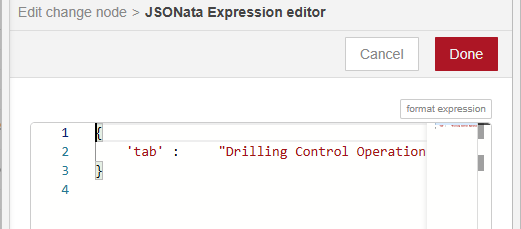 Edit change node > JSONata Expression editor
Cancel
Done
format expression
1 {
2 'tab' : "Drilling Control Operation
3 }
4